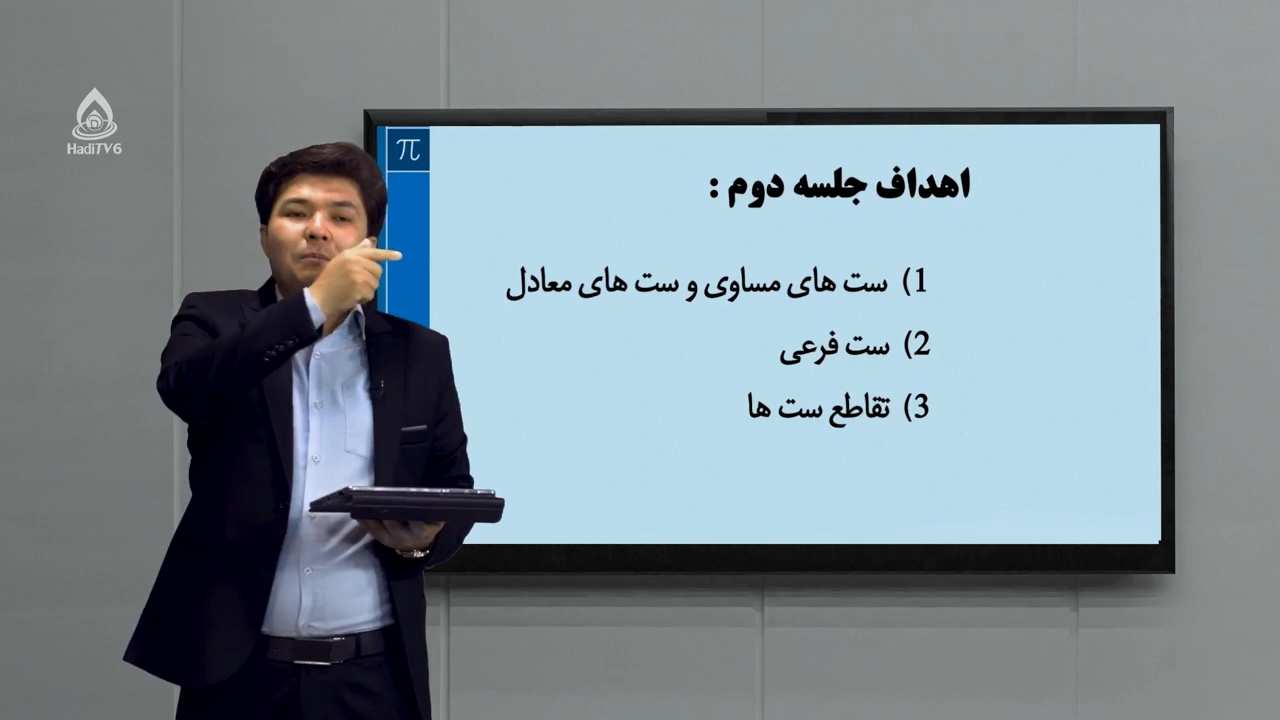 HadiTV6
π
اهداف جلسه دوم :
1) ست های مساوی و ست های معادل
2) ست فرعی
3) تقاطع ست ها